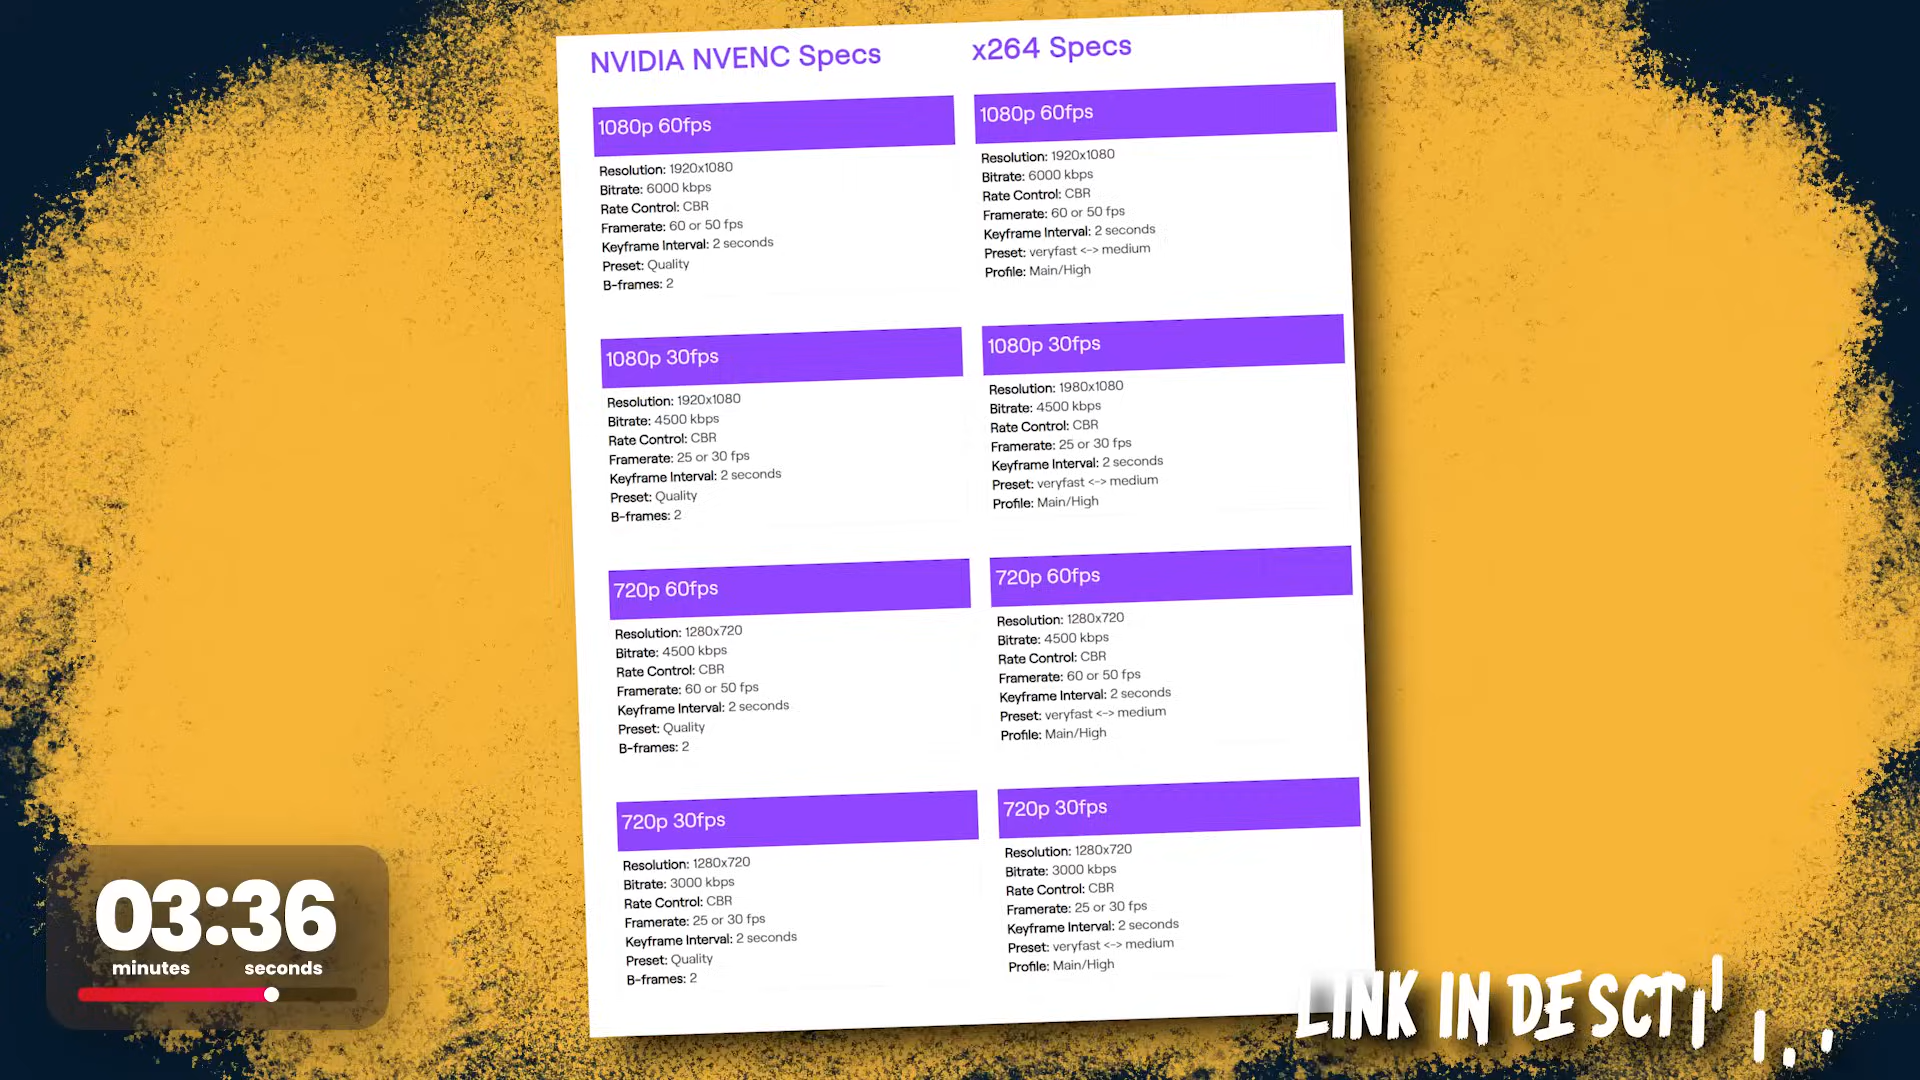 NVIDIA NVENC Specs
1080p 60fps
Resolution: 1920x1080
Bitrate: 6000 kbps
Rate Control: CBR
Framerate: 60 or 50 fps
Keyframe Interval: 2 seconds
Preset: Quality
B-frames: 2
1080p 30fps
Resolution: 1920x1080
Bitrate: 4500 kbps
Rate Control: CBR
Framerate: 25 or 30 fps
Keyframe Interval: 2 seconds
Preset: Quality
B-frames: 2
720p 60fps
Resolution: 1280x720
Bitrate: 4500 kbps
Rate Control: CBR
Framerate: 60 or 50 fps
Keyframe Interval: 2 seconds
Preset: Quality
B-frames: 2
720p 30fps
Resolution: 1280x720
Bitrate: 3000 kbps
Rate Control: CBR
Framerate: 25 or 30 fps
Keyframe Interval: 2 seconds
Preset: Quality
B-frames: 2
x264 Specs
1080p 60fps
Resolution: 1920x1080
Bitrate: 6000 kbps
Rate Control: CBR
Framerate: 60 or 50 fps
Keyframe Interval: 2 seconds
Preset: veryfast <-> medium
Profile: Main/High
1080p 30fps
Resolution: 1980x1080
Bitrate: 4500 kbps
Rate Control: CBR
Framerate: 25 or 30 fps
Keyframe Interval: 2 seconds
Preset: veryfast <-> medium
Profile: Main/High
720p 60fps
Resolution: 1280x720
Bitrate: 4500 kbps
Rate Control: CBR
Framerate: 60 or 50 fps
Keyframe Interval: 2 seconds
Preset: veryfast <-> medium
Profile: Main/High
720p 30fps
Resolution: 1280x720
Bitrate: 3000 kbps
Rate Control: CBR
Framerate: 25 or 30 fps
Keyframe Interval: 2 seconds
Preset: veryfast <-> medium
Profile: Main/High
03:36
minutes seconds
LINK IN